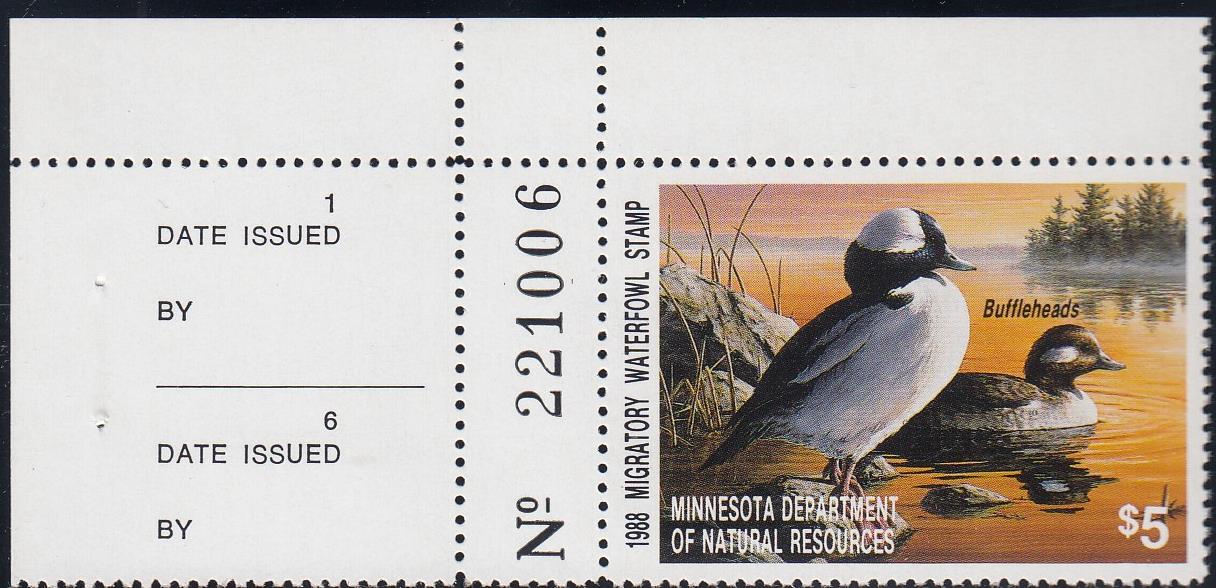 1
DATE ISSUED
BY
6
DATE ISSUED
BY
Nº 221006
1988 MIGRATORY WATERFOWL STAMP
Buffleheads
MINNESOTA DEPARTMENT
OF NATURAL RESOURCES
$5